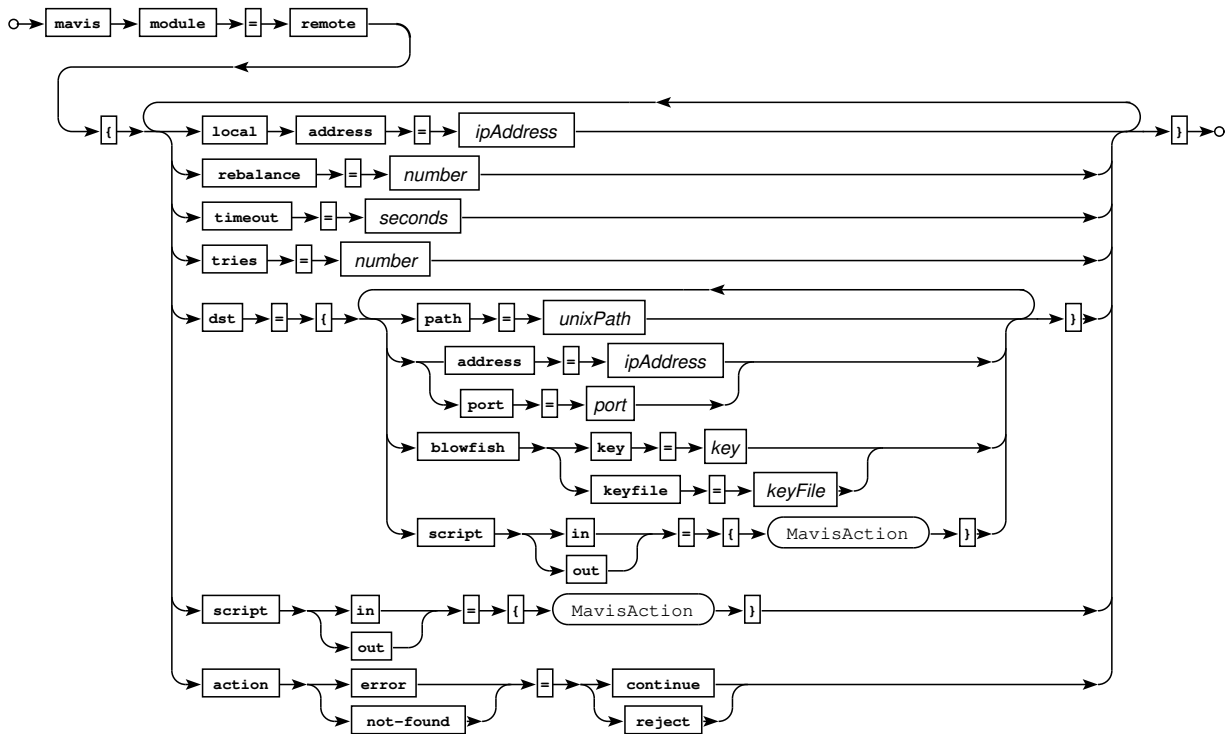 mavis module = remote
{ local address = ipAddress }
rebalance = number
timeout = seconds
tries = number
dst = { path = unixPath }
address = ipAddress
port = port
blowfish key = key
keyfile = keyFile
script in = { MavisAction }
out
script in = { MavisAction }
out
action error = continue
not-found reject